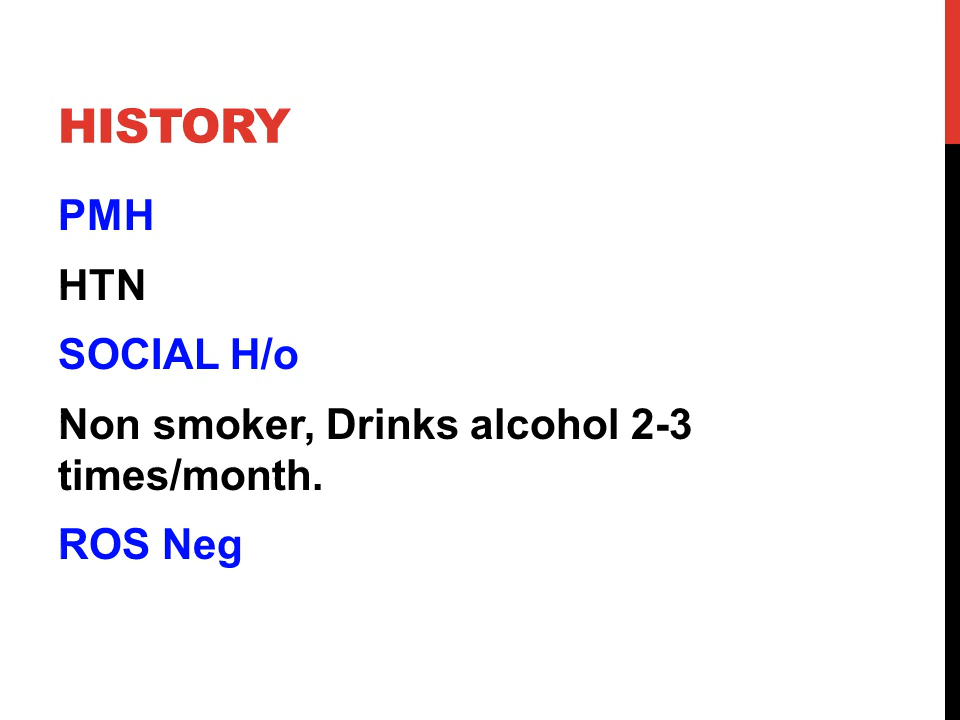 HISTORY
PMH
HTN
SOCIAL H/o
Non smoker, Drinks alcohol 2-3
times/month.
ROS Neg